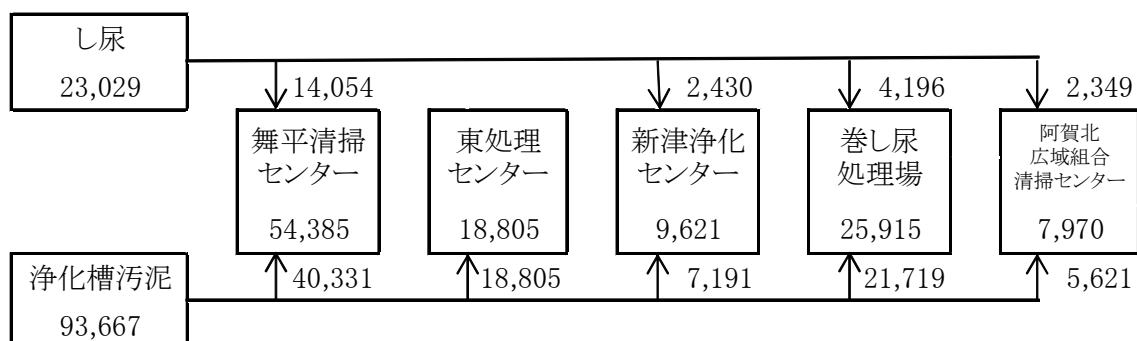 し尿
23,029
14,054
2,430
4,196
2,349
舞平清掃
センター
54,385
東処理
センター
18,805
新津浄化
センター
9,621
巻し尿
処理場
25,915
阿賀北
広域組合
清掃センター
7,970
浄化槽汚泥
93,667
40,331
18,805
7,191
21,719
5,621